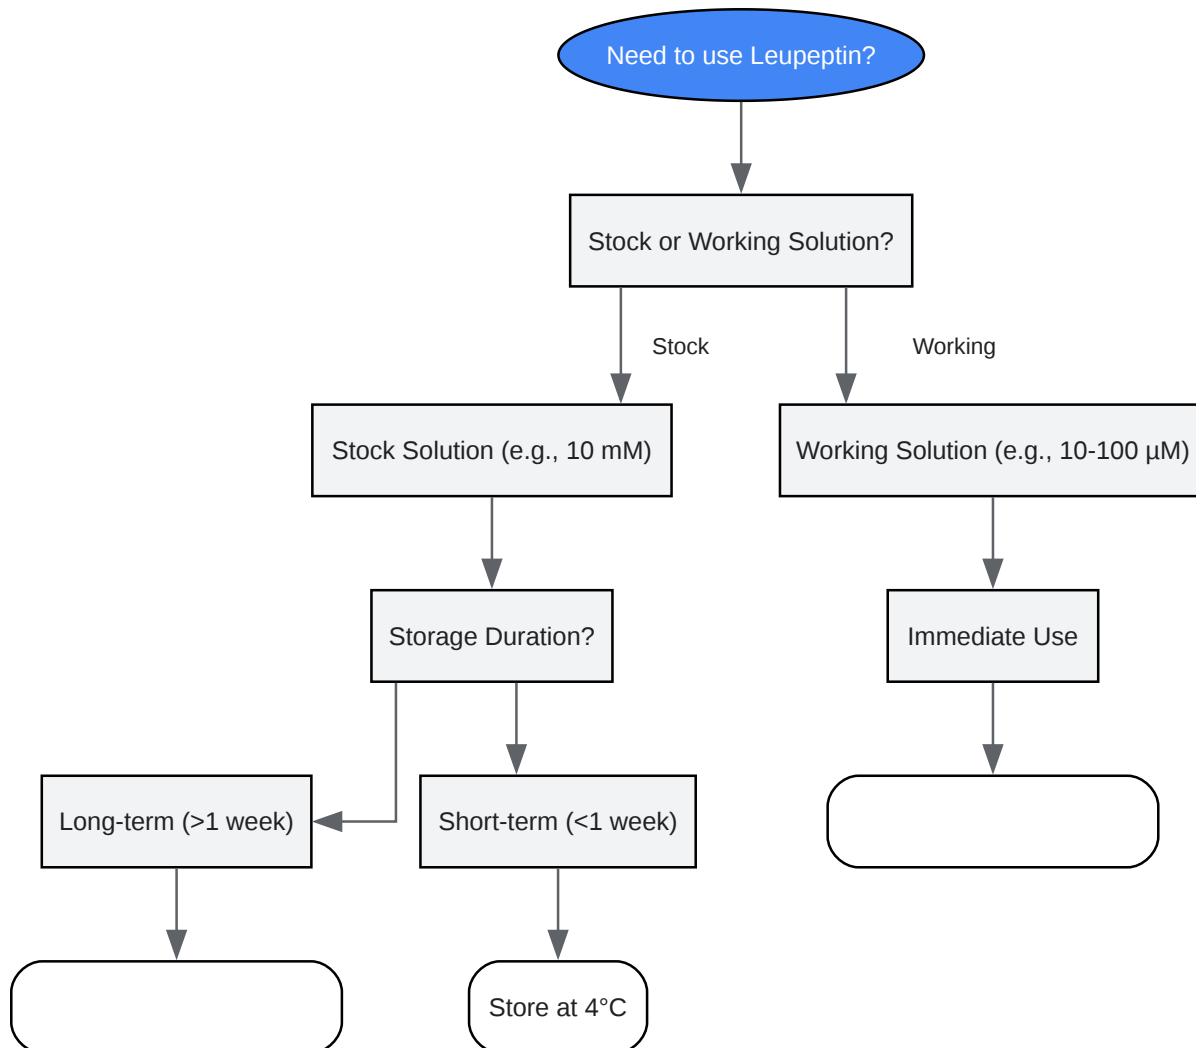 Need to use Leupeptin?
Stock or Working Solution?
Stock
Working
Stock Solution (e.g., 10 mM)
Working Solution (e.g., 10-100 µM)
Storage Duration?
Immediate Use
Long-term (>1 week)
Short-term (<1 week)
Store at 4°C